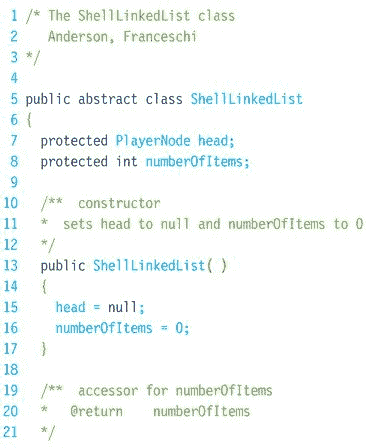 1 /* The ShellLinkedList class
2    Anderson, Franceschi
3 */
4
5 public abstract class ShellLinkedList
6 {
7   protected PlayerNode head;
8   protected int numberOfItems;
9
10   /**  constructor
11   *  sets head to null and numberOfItems to 0
12   */
13   public ShellLinkedList( )
14   {
15     head = null;
16     numberOfItems = 0;
17   }
18
19   /**  accessor for numberOfItems
20   *   @return    numberOfItems
21   */